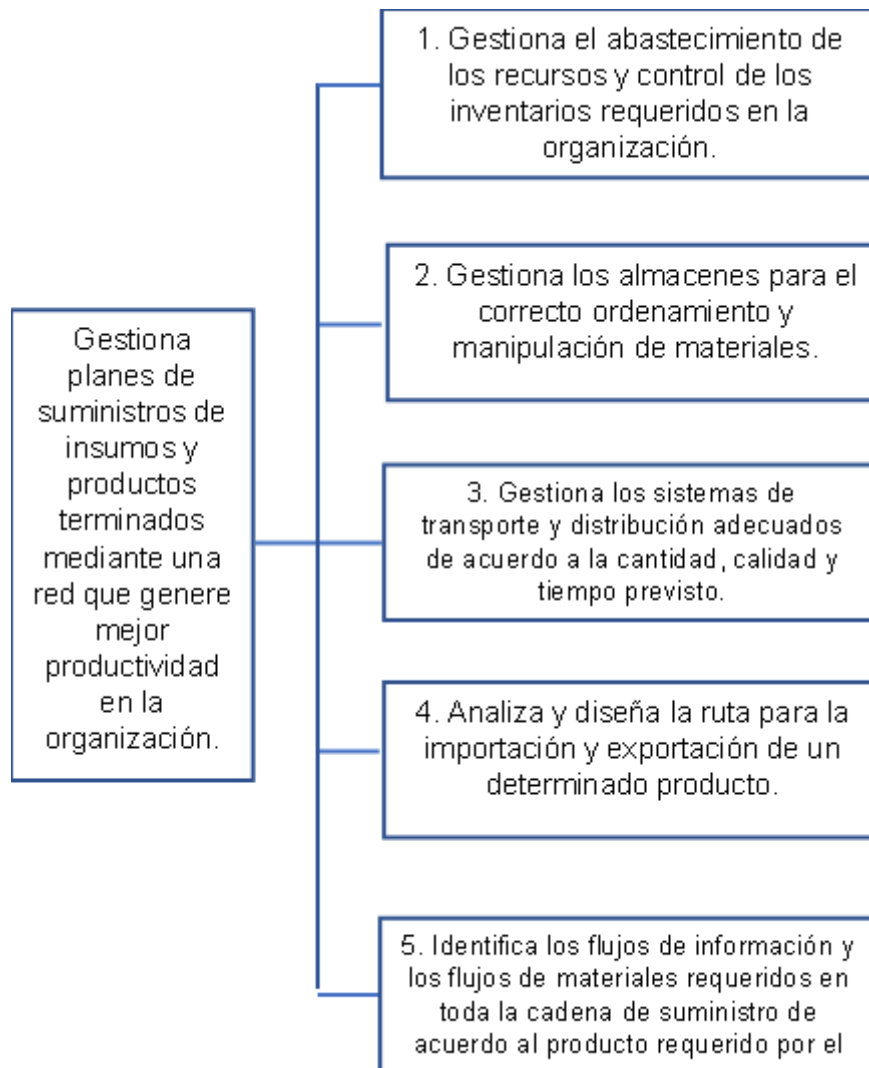 Gestiona
planes de
suministros de
insumos y
productos
terminados
mediante una
red que genere
mejor
productividad
en la
organización.
1. Gestiona el abastecimiento de
los recursos y control de los
inventarios requeridos en la
organización.
2. Gestiona los almacenes para el
correcto ordenamiento y
manipulación de materiales.
3. Gestiona los sistemas de
transporte y distribución adecuados
de acuerdo a la cantidad, calidad y
tiempo previsto.
4. Analiza y diseña la ruta para la
importación y exportación de un
determinado producto.
5. Identifica los flujos de información y
los flujos de materiales requeridos en
toda la cadena de suministro de
acuerdo al producto requerido por el